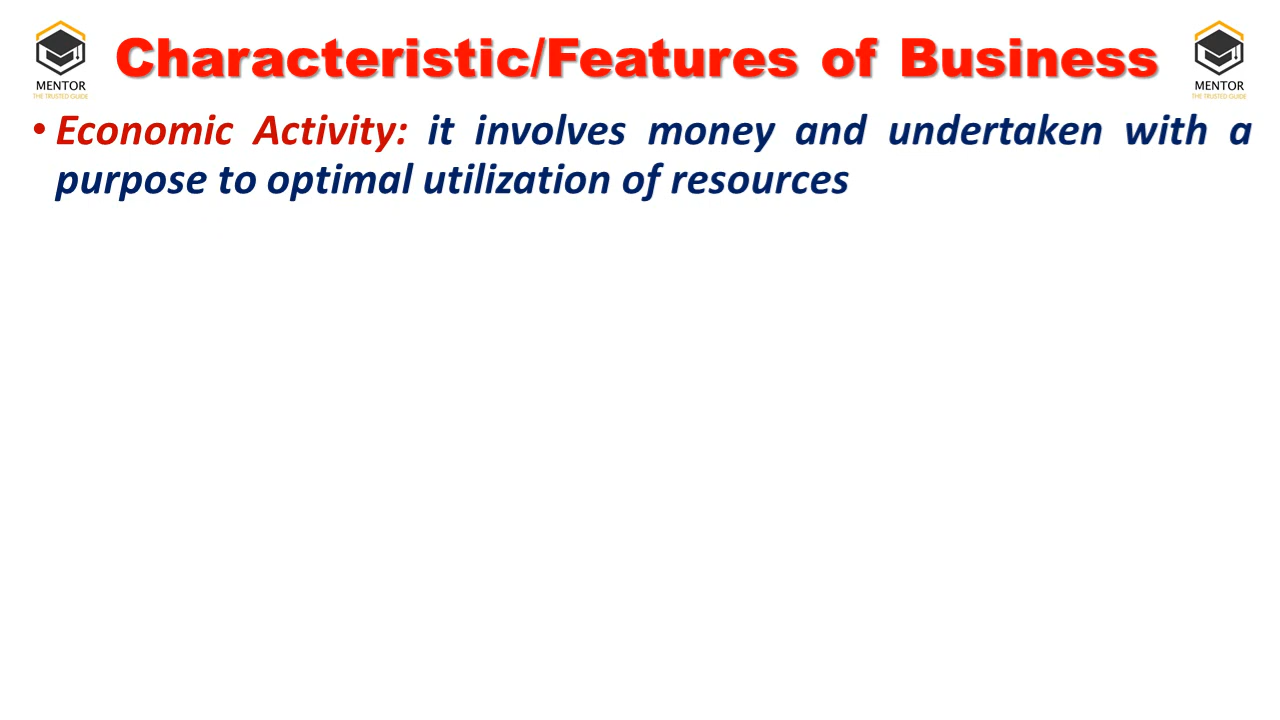 Characteristic/Features of Business
MENTOR
THE TRUSTED GUIDE
MENTOR
THE TRUSTED GUIDE
• Economic Activity: it involves money and undertaken with a
purpose to optimal utilization of resources